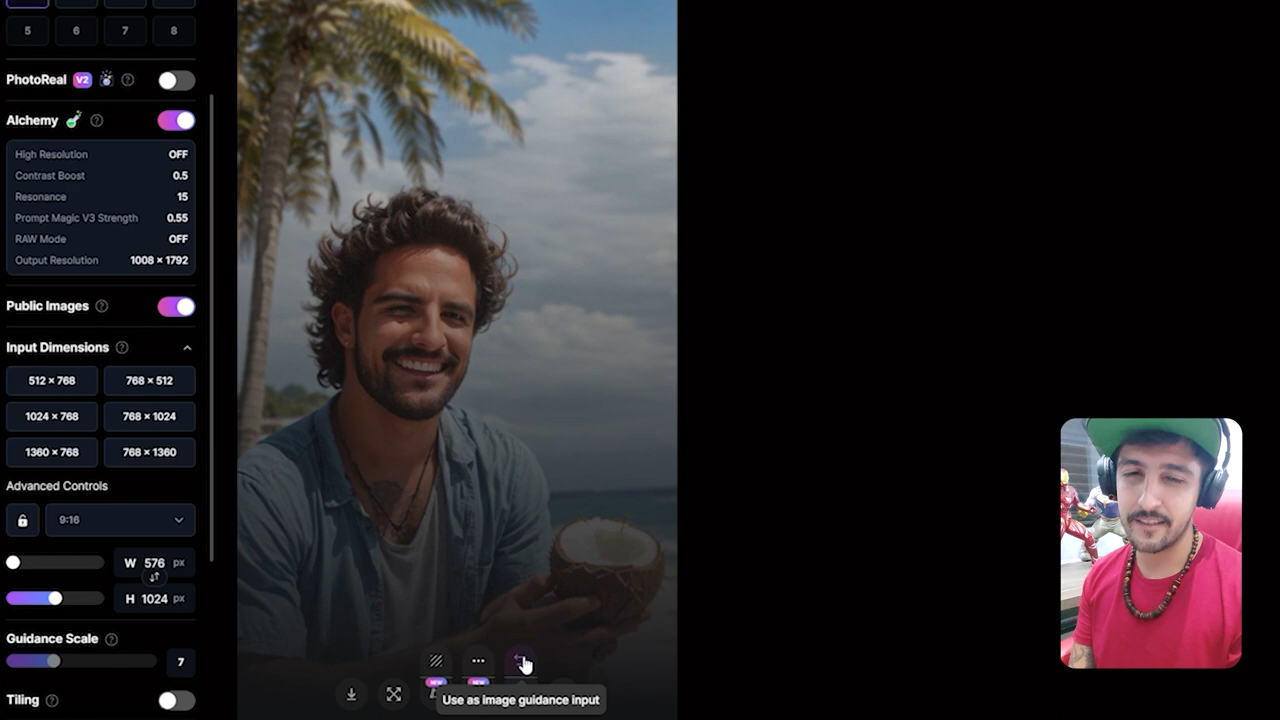 5 6 7 8
PhotoReal V2
Alchemy
High Resolution OFF
Contrast Boost 0.5
Resonance 15
Prompt Magic V3 Strength 0.55
RAW Mode OFF
Output Resolution 1008 × 1792
Public Images
Input Dimensions
512 × 768 768 × 512
1024 × 768 768 × 1024
1360 × 768 768 × 1360
Advanced Controls
9:16
W 576 px
H 1024 px
Guidance Scale
7
Tiling
NEW NEW
Use as image guidance input